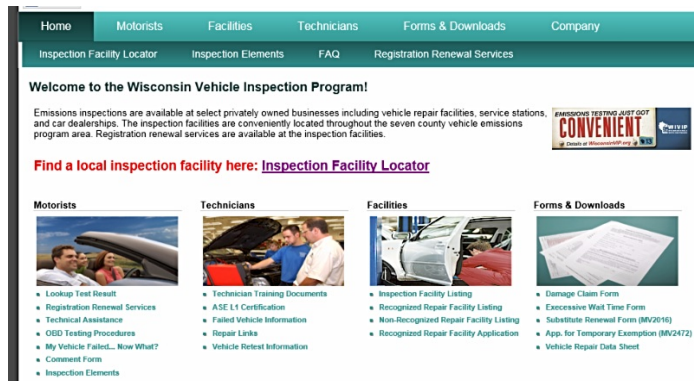 Home Motorists Facilities Technicians Forms & Downloads Company
Inspection Facility Locator Inspection Elements FAQ Registration Renewal Services
Welcome to the Wisconsin Vehicle Inspection Program!
Emissions inspections are available at select privately owned businesses including vehicle repair facilities, service stations,
and car dealerships. The inspection facilities are conveniently located throughout the seven county vehicle emissions
program area. Registration renewal services are available at the inspection facilities.
EMISSIONS TESTING JUST GOT
CONVENIENT
Details at WisconsinVIP.org
WIVIP
Find a local inspection facility here: Inspection Facility Locator
Motorists
Lookup Test Result
Registration Renewal Services
Technical Assistance
OBD Testing Procedures
My Vehicle Failed... Now What?
Comment Form
Inspection Elements
Technicians
Technician Training Documents
ASE L1 Certification
Failed Vehicle Information
Repair Links
Vehicle Retest Information
Facilities
Inspection Facility Listing
Recognized Repair Facility Listing
Non-Recognized Repair Facility Listing
Recognized Repair Facility Application
Forms & Downloads
Damage Claim Form
Execessive Wait Time Form
Substitute Renewal Form (MV2016)
App. for Temporary Exemption (MV2472)
Vehicle Repair Data Sheet